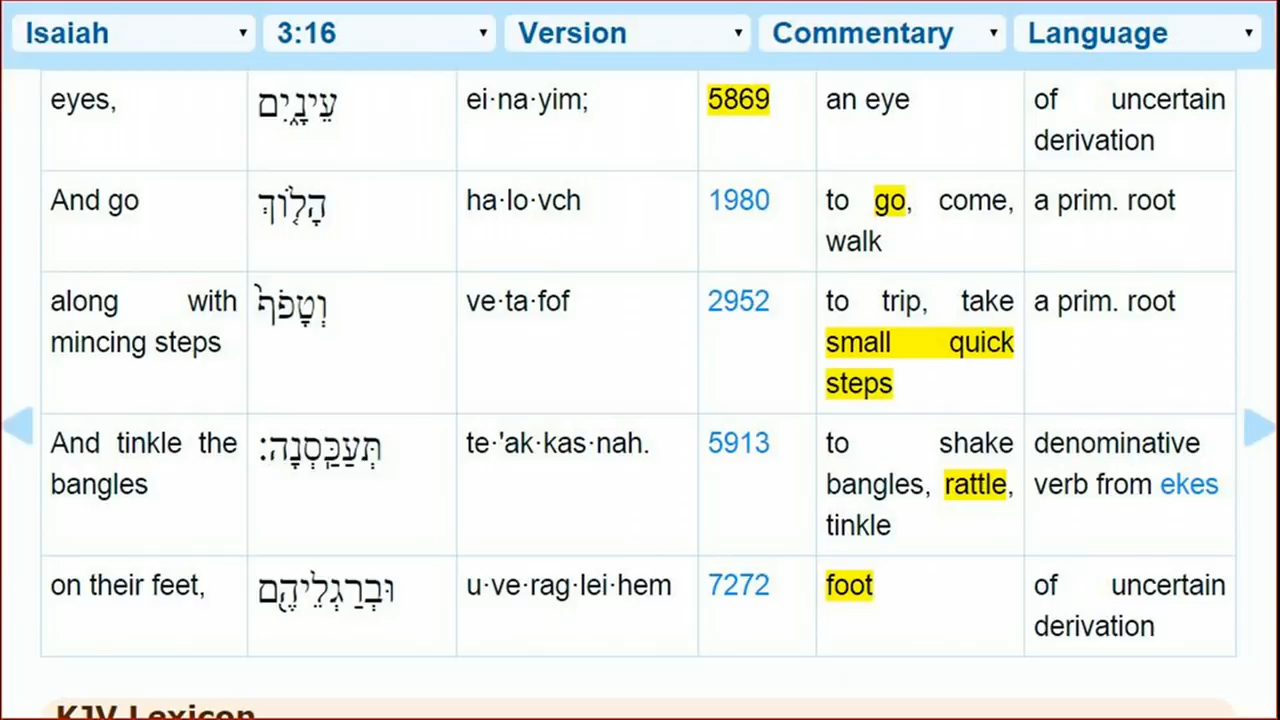 Isaiah 3:16 Version Commentary Language
eyes, עֵינָ֑יִם ei·na·yim; 5869 an eye of uncertain
derivation
And go הָל֤וֹךְ ha·lo·vch 1980 to go, come, a prim. root
walk
along with וְטָפֹף֙ ve·ta·fof 2952 to trip, take a prim. root
mincing steps small quick
steps
And tinkle the תְּעַכַּֽסְנָה׃ te·'ak·kas·nah. 5913 to shake denominative
bangles bangles, rattle, verb from ekes
tinkle
on their feet, וּבְרַגְלֵיהֶ֖ם u·ve·rag·lei·hem 7272 foot of uncertain
derivation
KJV Lexicon